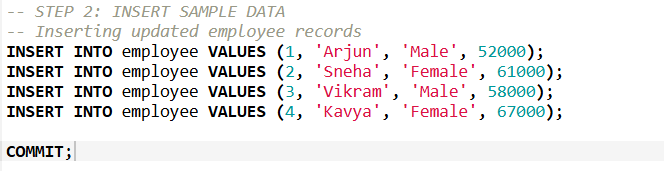 -- STEP 2: INSERT SAMPLE DATA
-- Inserting updated employee records
INSERT INTO employee VALUES (1, 'Arjun', 'Male', 52000);
INSERT INTO employee VALUES (2, 'Sneha', 'Female', 61000);
INSERT INTO employee VALUES (3, 'Vikram', 'Male', 58000);
INSERT INTO employee VALUES (4, 'Kavya', 'Female', 67000);
COMMIT;